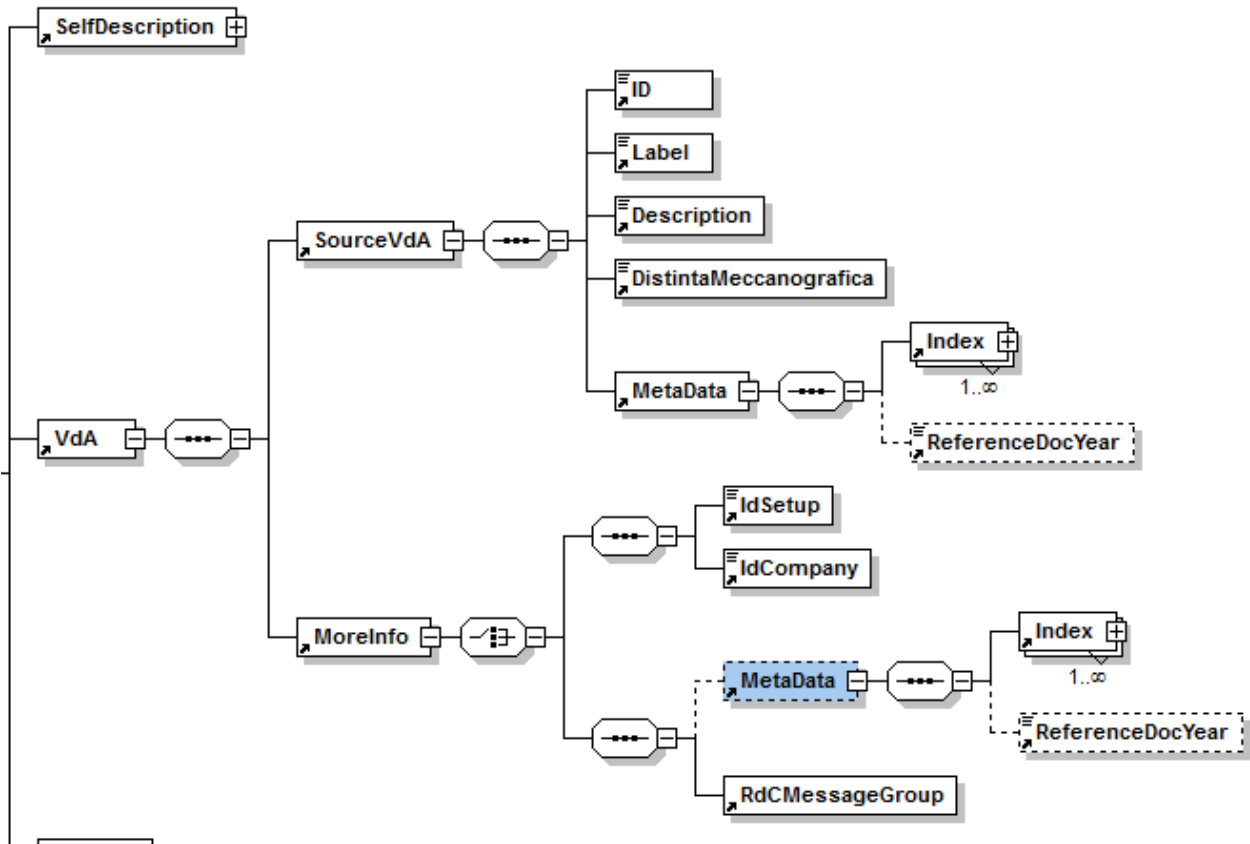 SelfDescription
ID
Label
Description
SourceVdA
DistintaMeccanografica
Index
1..∞
MetaData
ReferenceDocYear
VdA
IdSetup
IdCompany
MoreInfo
Index
1..∞
MetaData
ReferenceDocYear
RdCMessageGroup